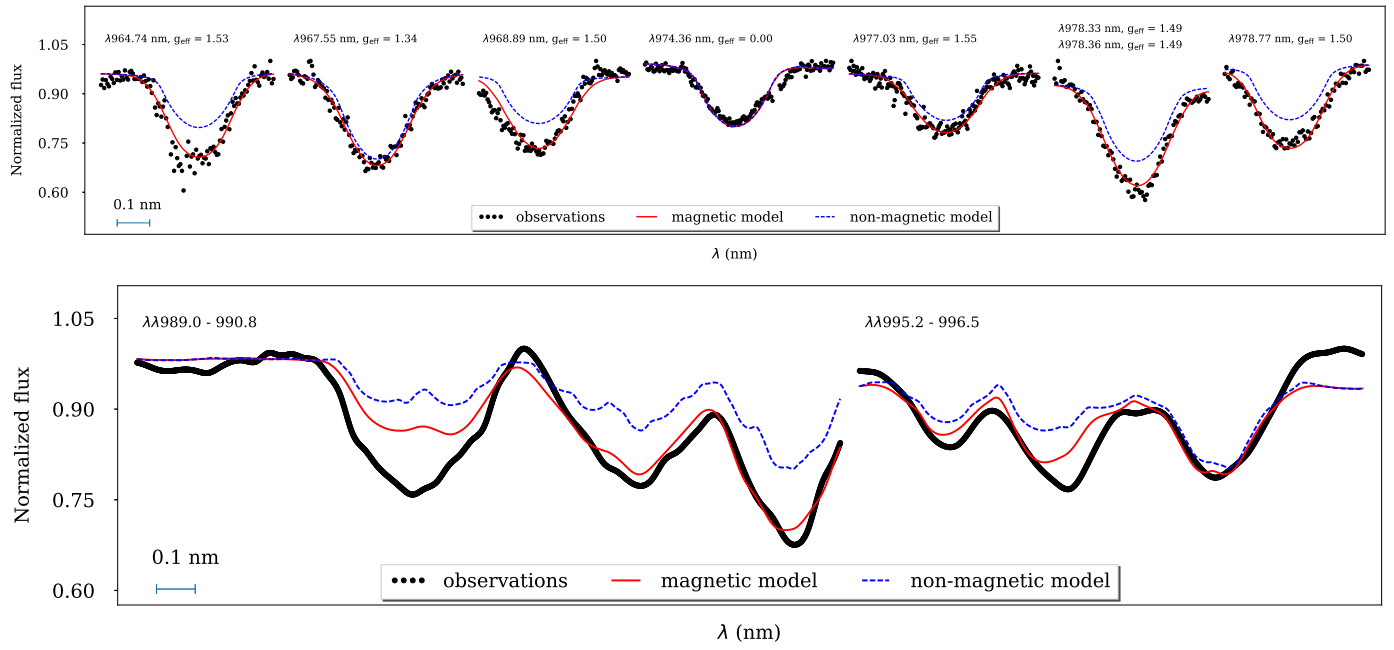 λ964.74 nm, g_eff = 1.53
λ967.55 nm, g_eff = 1.34
λ968.89 nm, g_eff = 1.50
λ974.36 nm, g_eff = 0.00
λ977.03 nm, g_eff = 1.55
λ978.33 nm, g_eff = 1.49
λ978.36 nm, g_eff = 1.49
λ978.77 nm, g_eff = 1.50
1.05
0.90
0.75
0.60
Normalized flux
0.1 nm
observations
magnetic model
non-magnetic model
λ (nm)
λλ989.0 - 990.8
λλ995.2 - 996.5
1.05
0.90
0.75
0.60
Normalized flux
0.1 nm
observations
magnetic model
non-magnetic model
λ (nm)